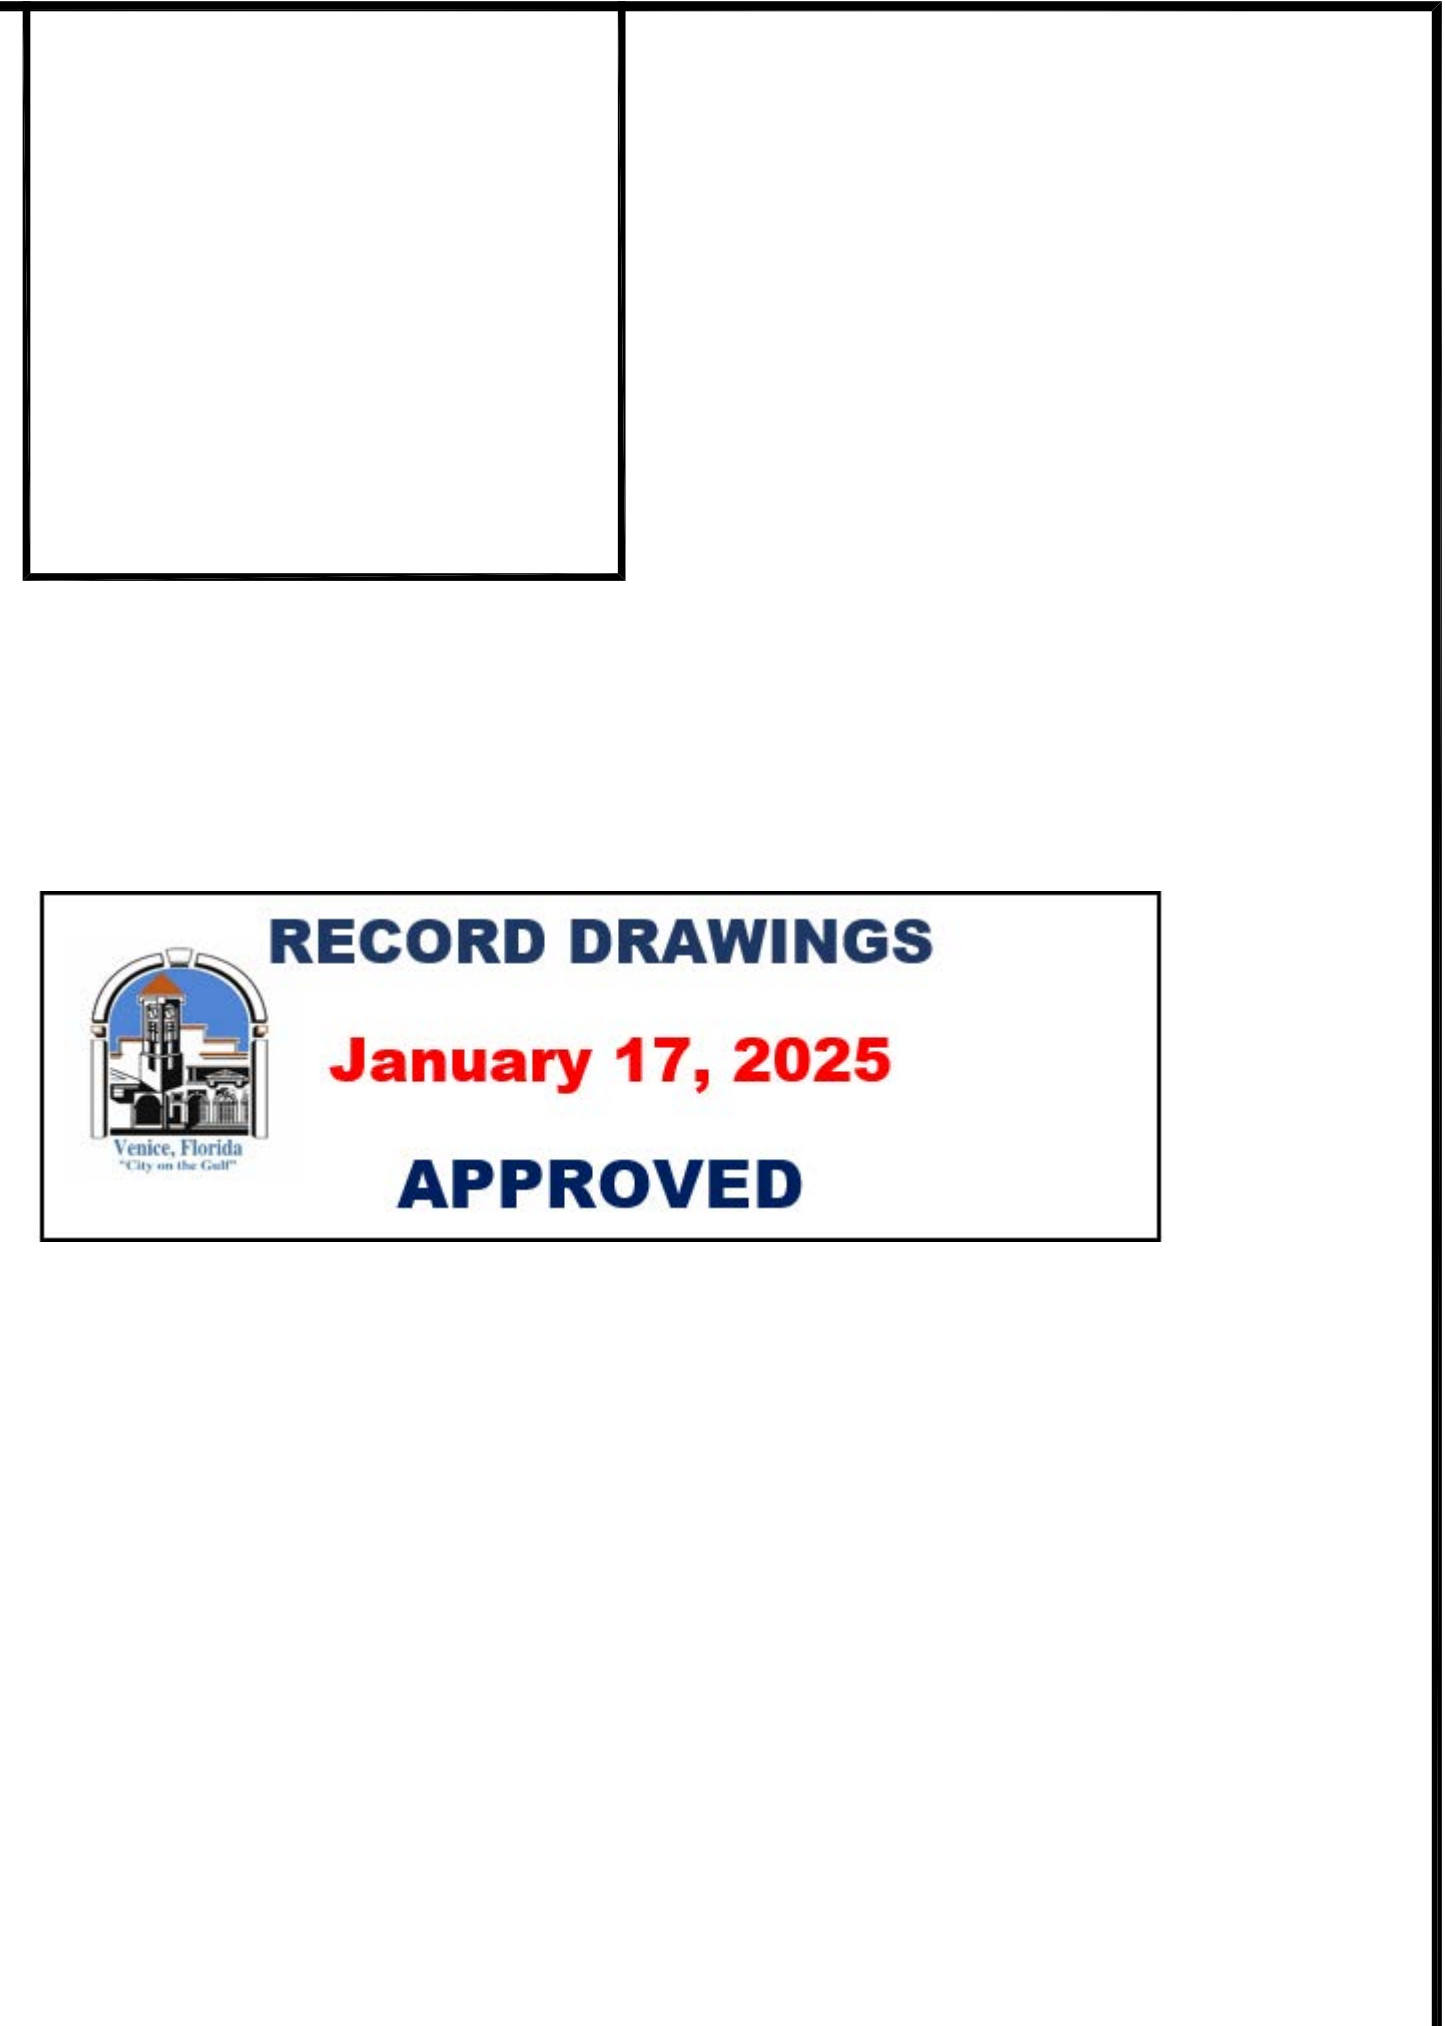 RECORD DRAWINGS
January 17, 2025
APPROVED
Venice, Florida
"City on the Gulf"